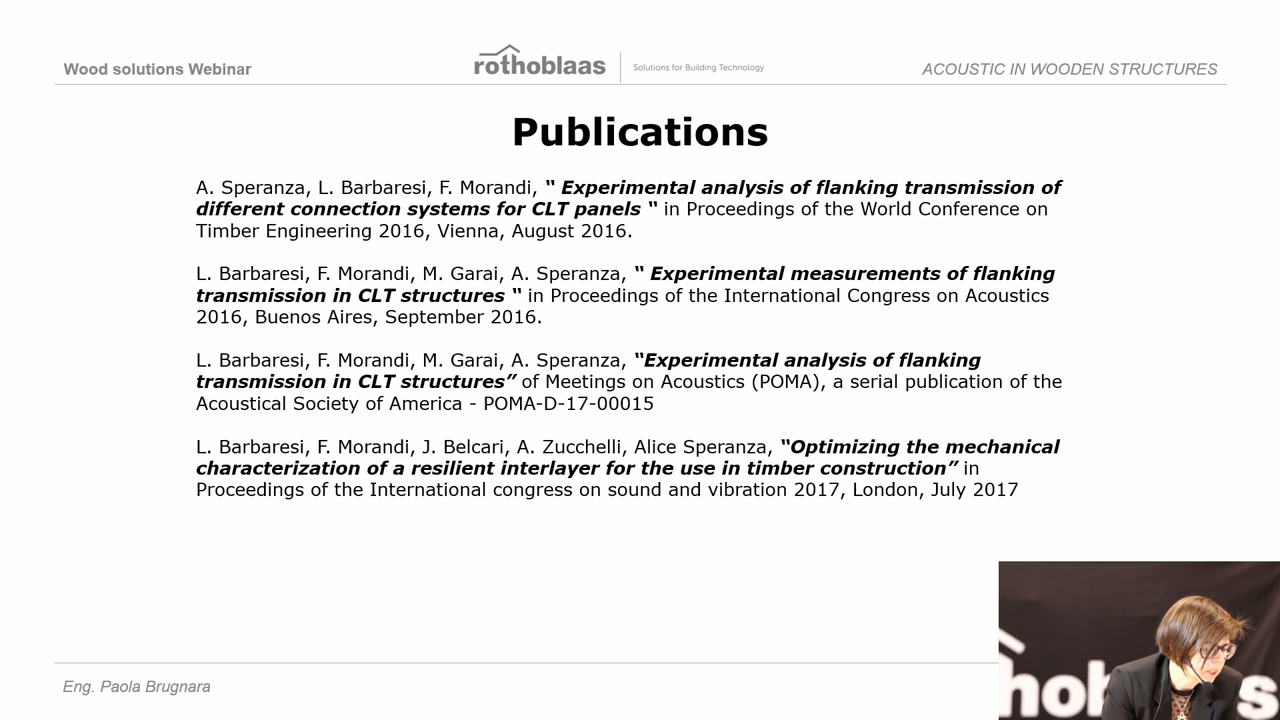 Wood solutions Webinar
rothoblaas
Solutions for Building Technology
ACOUSTIC IN WOODEN STRUCTURES
Publications
A. Speranza, L. Barbaresi, F. Morandi, “ Experimental analysis of flanking transmission of
different connection systems for CLT panels “ in Proceedings of the World Conference on
Timber Engineering 2016, Vienna, August 2016.
L. Barbaresi, F. Morandi, M. Garai, A. Speranza, “ Experimental measurements of flanking
transmission in CLT structures “ in Proceedings of the International Congress on Acoustics
2016, Buenos Aires, September 2016.
L. Barbaresi, F. Morandi, M. Garai, A. Speranza, “Experimental analysis of flanking
transmission in CLT structures” of Meetings on Acoustics (POMA), a serial publication of the
Acoustical Society of America - POMA-D-17-00015
L. Barbaresi, F. Morandi, J. Belcari, A. Zucchelli, Alice Speranza, “Optimizing the mechanical
characterization of a resilient interlayer for the use in timber construction” in
Proceedings of the International congress on sound and vibration 2017, London, July 2017
Eng. Paola Brugnara